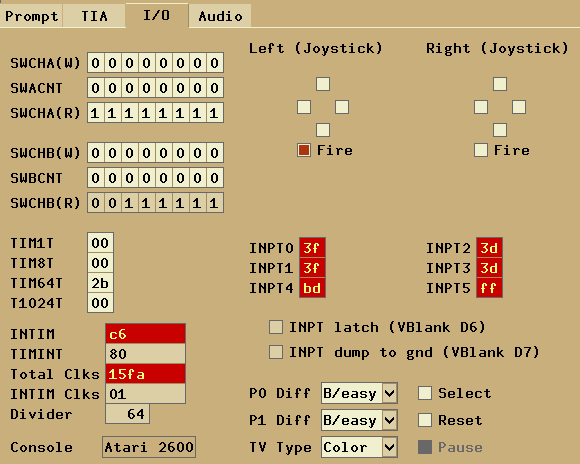 Prompt TIA I/O Audio
Left (Joystick) Right (Joystick)
SWCHA(W) 0 0 0 0 0 0 0 0
SWACNT 0 0 0 0 0 0 0 0
SWCHA(R) 1 1 1 1 1 1 1 1
Fire Fire
SWCHB(W) 0 0 0 0 0 0 0 0
SWBCNT 0 0 0 0 0 0 0 0
SWCHB(R) 0 0 1 1 1 1 1 1
TIM1T 00
TIM8T 00
TIM64T 2b
T1024T 00
INPT0 3f INPT2 3d
INPT1 3f INPT3 3d
INPT4 bd INPT5 ff
INTIM c6
TIMINT 80
Total Clks 15fa
INTIM Clks 01
Divider 64
INPT latch (VBlank D6)
INPT dump to gnd (VBlank D7)
P0 Diff B/easy Select
P1 Diff B/easy Reset
TV Type Color Pause
Console Atari 2600